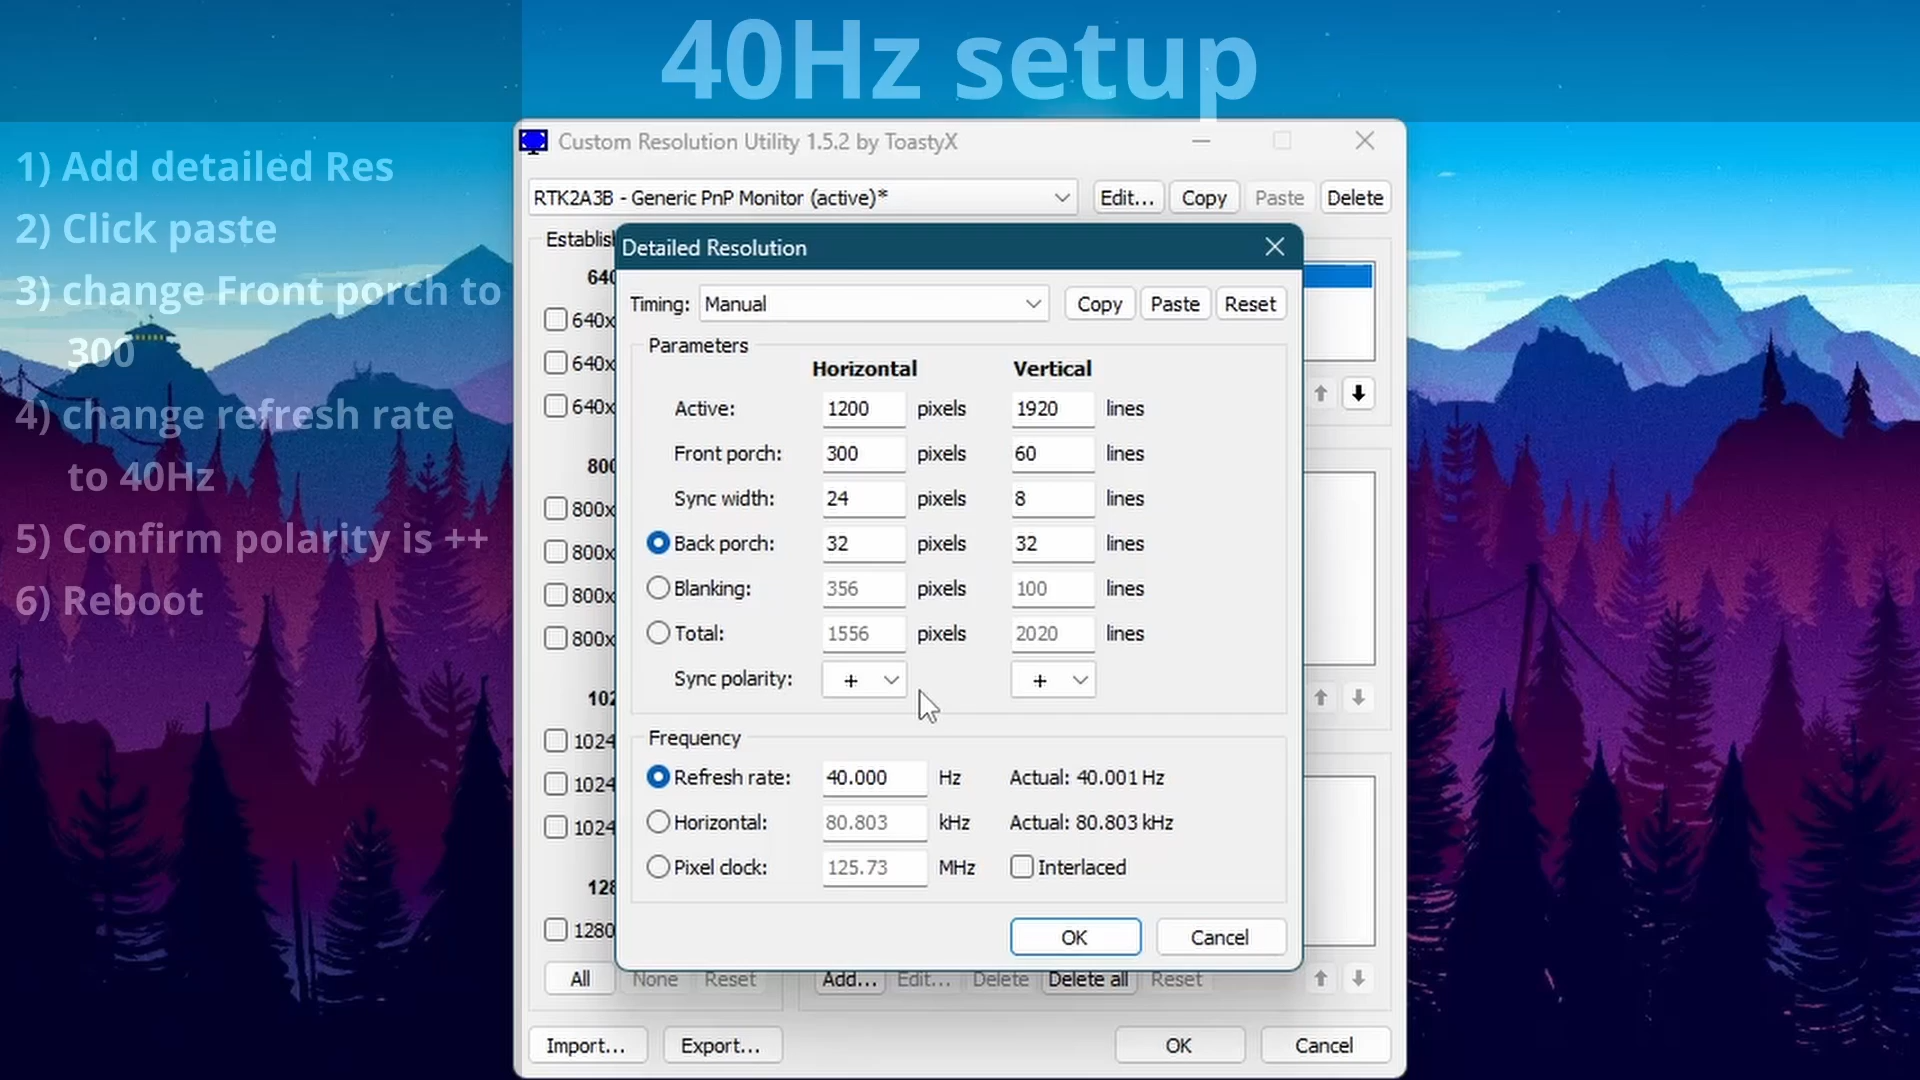 40Hz setup
1) Add detailed Res
2) Click paste
3) change Front porch to
300
4) change refresh rate
to 40Hz
5) Confirm polarity is ++
6) Reboot
Custom Resolution Utility 1.5.2 by ToastyX
RTK2A3B - Generic PnP Monitor (active)* Edit... Copy Paste Delete
Detailed Resolution
Timing: Manual Copy Paste Reset
Parameters
Horizontal Vertical
Active: 1200 pixels 1920 lines
Front porch: 300 pixels 60 lines
Sync width: 24 pixels 8 lines
Back porch: 32 pixels 32 lines
Blanking: 356 pixels 100 lines
Total: 1556 pixels 2020 lines
Sync polarity: + +
Frequency
Refresh rate: 40.000 Hz Actual: 40.001 Hz
Horizontal: 80.803 kHz Actual: 80.803 kHz
Pixel clock: 125.73 MHz Interlaced
OK Cancel
All None Reset Add... Edit... Delete Delete all Reset
Import... Export... OK Cancel